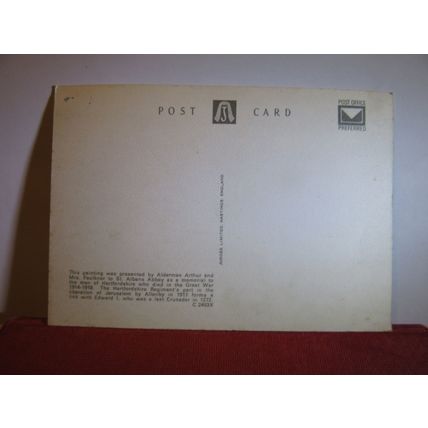 POST CARD
POST OFFICE
PREFERRED
JUDGES LIMITED HASTINGS ENGLAND
This painting was presented by Alderman Arthur and
Mrs. Faulkner to St. Albans Abbey as a memorial to
the men of Hertfordshire who died in the Great War
1914-1918. The Hertfordshire Regiment's part in the
liberation of Jerusalem by Allenby in 1917 forms a
link with Edward I, who was a last Crusader in 1272.